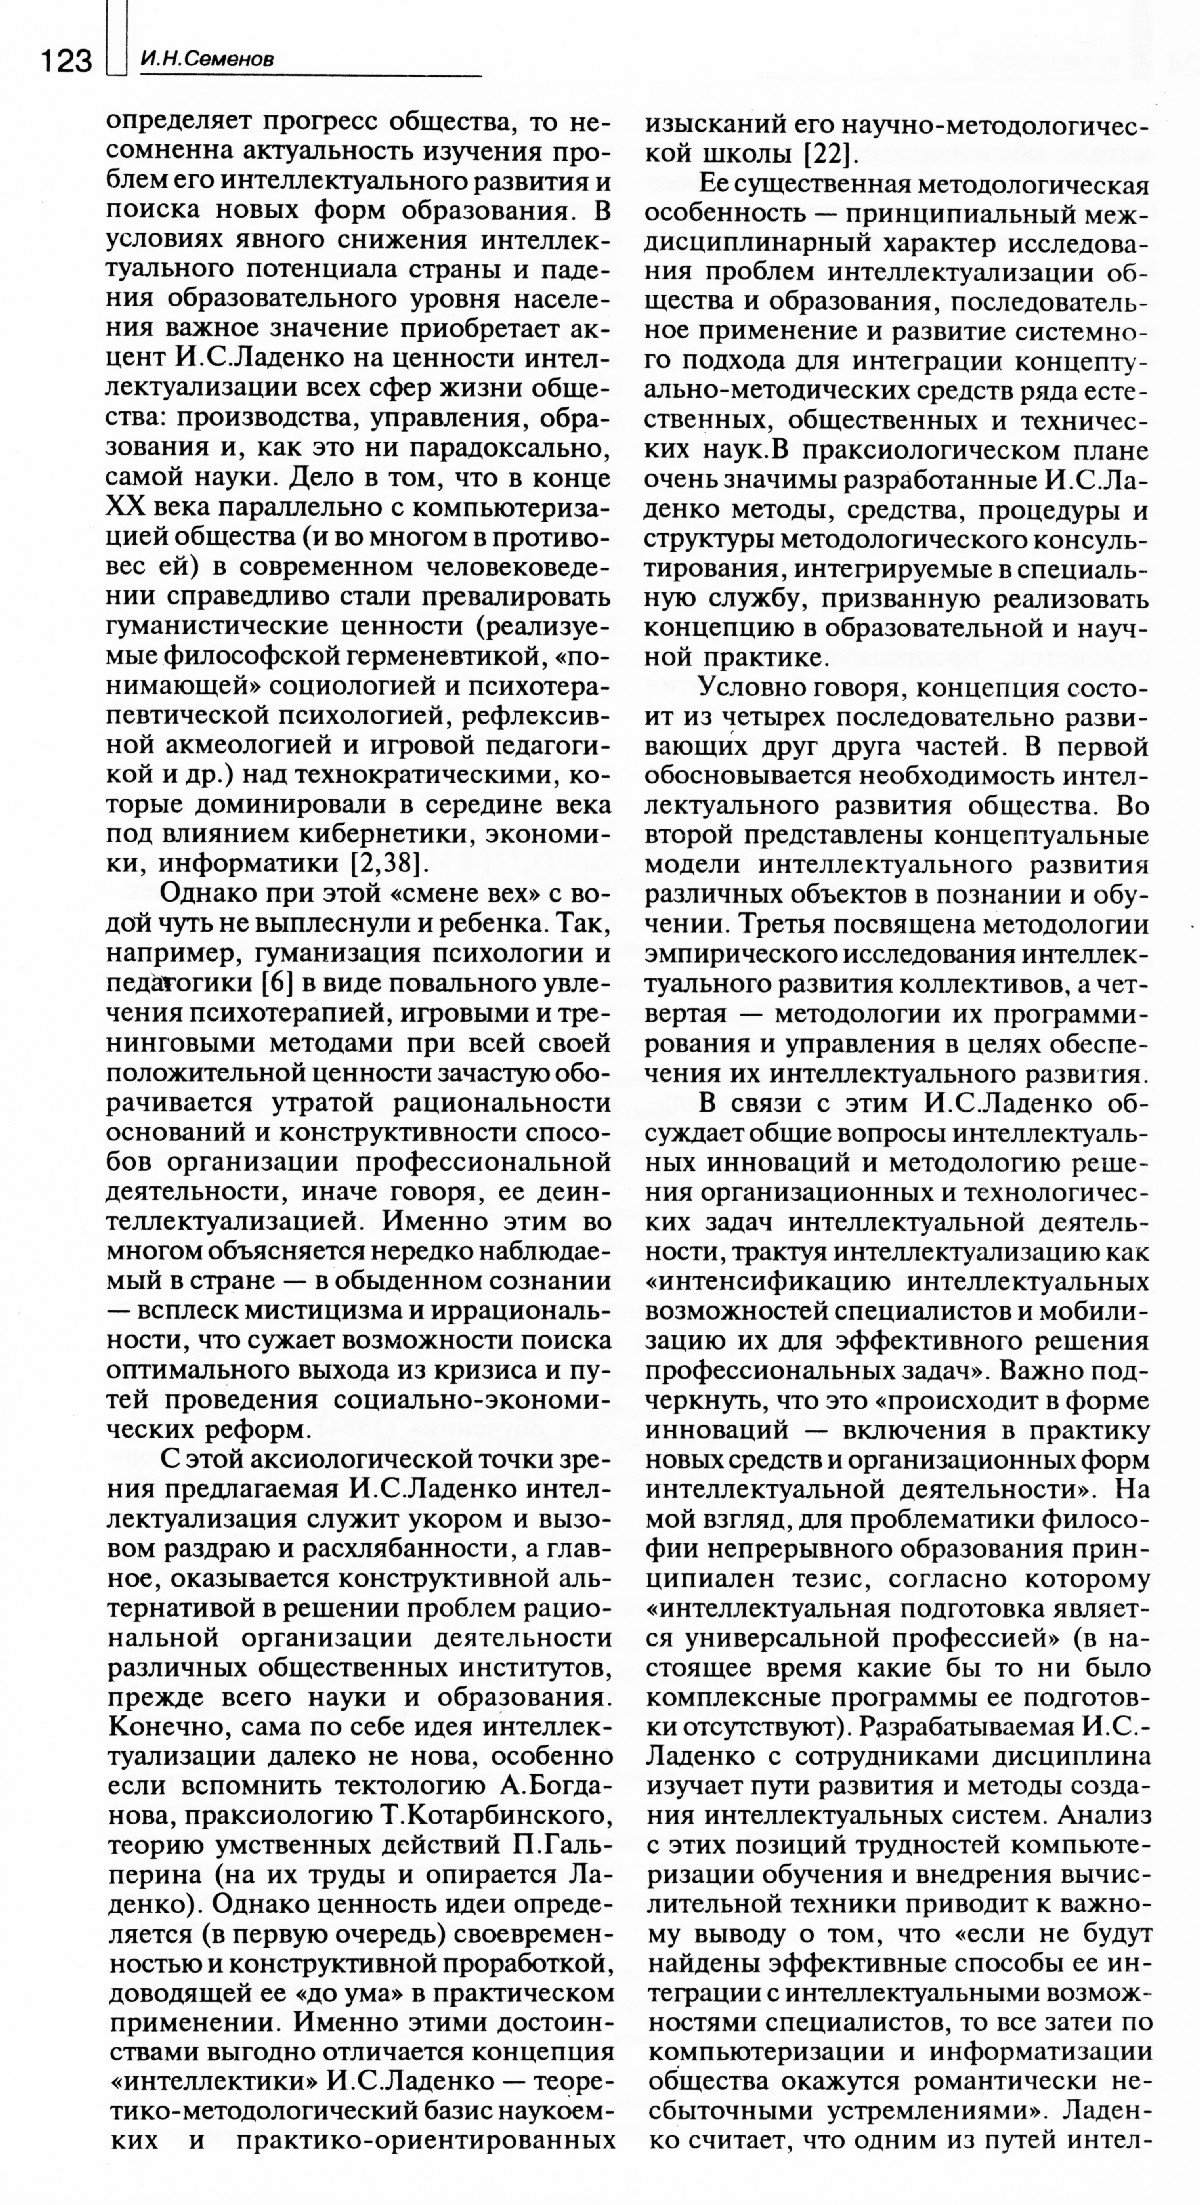 123
И.Н.Семенов
определяет прогресс общества, то не-
сомненна актуальность изучения про-
блем его интеллектуального развития и
поиска новых форм образования. В
условиях явного снижения интеллек-
туального потенциала страны и паде-
ния образовательного уровня населе-
ния важное значение приобретает ак-
цент И.С.Ладенко на ценности интел-
лектуализации всех сфер жизни обще-
ства: производства, управления, обра-
зования и, как это ни парадоксально,
самой науки. Дело в том, что в конце
XX века параллельно с компьютериза-
цией общества (и во многом в противо-
вес ей) в современном человековеде-
нии справедливо стали превалировать
гуманистические ценности (реализуе-
мые философской герменевтикой, «по-
нимающей» социологией и психотера-
певтической психологией, рефлексив-
ной акмеологией и игровой педагоги-
кой и др.) над технократическими, ко-
торые доминировали в середине века
под влиянием кибернетики, экономи-
ки, информатики [2,38].
Однако при этой «смене вех» с во-
дой чуть не выплеснули и ребенка. Так,
например, гуманизация психологии и
педагогики [6] в виде повального увле-
чения психотерапией, игровыми и тре-
нинговыми методами при всей своей
положительной ценности зачастую обо-
рачивается утратой рациональности
оснований и конструктивности спосо-
бов организации профессиональной
деятельности, иначе говоря, ее деин-
теллектуализацией. Именно этим во
многом объясняется нередко наблюдае-
мый в стране — в обыденном сознании
— всплеск мистицизма и иррациональ-
ности, что сужает возможности поиска
оптимального выхода из кризиса и пу-
тей проведения социально-экономи-
ческих реформ.
С этой аксиологической точки зре-
ния предлагаемая И.С.Ладенко интел-
лектуализация служит укором и вызо-
вом раздраю и расхлябанности, а глав-
ное, оказывается конструктивной аль-
тернативой в решении проблем рацио-
нальной организации деятельности
различных общественных институтов,
прежде всего науки и образования.
Конечно, сама по себе идея интеллек-
туализации далеко не нова, особенно
если вспомнить тектологию А.Богда-
нова, праксиологию Т.Котарбинского,
теорию умственных действий П.Галь-
перина (на их труды и опирается Ла-
денко). Однако ценность идеи опреде-
ляется (в первую очередь) своевремен-
ностью и конструктивной проработкой,
доводящей ее «до ума» в практическом
применении. Именно этими достоин-
ствами выгодно отличается концепция
«интеллектики» И.С.Ладенко — теоре-
тико-методологический базис наукоем-
ких и практико-ориентированных
изысканий его научно-методологичес-
кой школы [22].
Ее существенная методологическая
особенность — принципиальный меж-
дисциплинарный характер исследова-
ния проблем интеллектуализации об-
щества и образования, последователь-
ное применение и развитие системно-
го подхода для интеграции концепту-
ально-методических средств ряда есте-
ственных, общественных и техничес-
ких наук.В праксиологическом плане
очень значимы разработанные И.С.Ла-
денко методы, средства, процедуры и
структуры методологического консуль-
тирования, интегрируемые в специаль-
ную службу, призванную реализовать
концепцию в образовательной и науч-
ной практике.
Условно говоря, концепция состо-
ит из четырех последовательно разви-
вающих друг друга частей. В первой
обосновывается необходимость интел-
лектуального развития общества. Во
второй представлены концептуальные
модели интеллектуального развития
различных объектов в познании и обу-
чении. Третья посвящена методологии
эмпирического исследования интеллек-
туального развития коллективов, а чет-
вертая — методологии их программи-
рования и управления в целях обеспе-
чения их интеллектуального развития.
В связи с этим И.С.Ладенко об-
суждает общие вопросы интеллектуаль-
ных инноваций и методологию реше-
ния организационных и технологичес-
ких задач интеллектуальной деятель-
ности, трактуя интеллектуализацию как
«интенсификацию интеллектуальных
возможностей специалистов и мобили-
зацию их для эффективного решения
профессиональных задач». Важно под-
черкнуть, что это «происходит в форме
инноваций — включения в практику
новых средств и организационных форм
интеллектуальной деятельности». На
мой взгляд, для проблематики филосо-
фии непрерывного образования прин-
ципиален тезис, согласно которому
«интеллектуальная подготовка являет-
ся универсальной профессией» (в на-
стоящее время какие бы то ни было
комплексные программы ее подготов-
ки отсутствуют). Разрабатываемая И.С.-
Ладенко с сотрудниками дисциплина
изучает пути развития и методы созда-
ния интеллектуальных систем. Анализ
с этих позиций трудностей компьюте-
ризации обучения и внедрения вычис-
лительной техники приводит к важно-
му выводу о том, что «если не будут
найдены эффективные способы ее ин-
теграции с интеллектуальными возмож-
ностями специалистов, то все затеи по
компьютеризации и информатизации
общества окажутся романтически не-
сбыточными устремлениями». Ладен-
ко считает, что одним из путей интел-